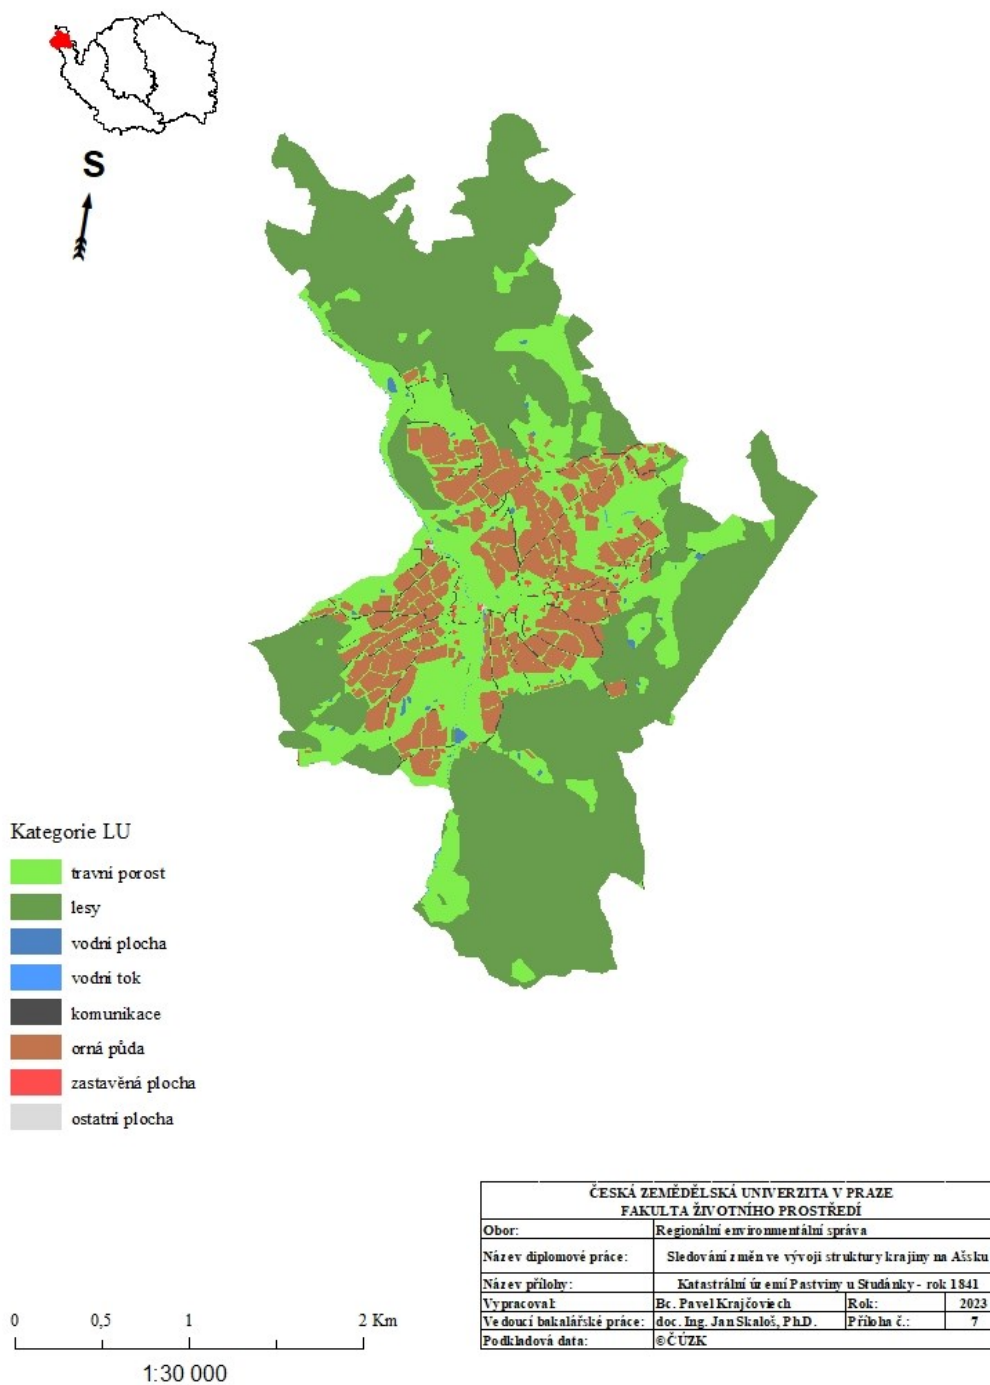 S
Kategorie LU
travní porost
lesy
vodní plocha
vodní tok
komunikace
orná půda
zastavěná plocha
ostatní plocha
ČESKÁ ZEMĚDĚLSKÁ UNIVERZITA V PRAZE
FAKULTA ŽIVOTNÍHO PROSTŘEDÍ
Obor: Regionální environmentální správa
Název diplomové práce: Sledování změn ve vývoji struktury krajiny na Ašsku
Název přílohy: Katastrální území Pastviny u Studánky - rok 1841
Vypracoval: Bc. Pavel Krajčoviech Rok: 2023
Vedoucí bakalářské práce: doc. Ing. Jan Skaloš, Ph.D. Příloha č.: 7
Podkladová data: ©ČÚZK
0 0,5 1 2 Km
1:30 000